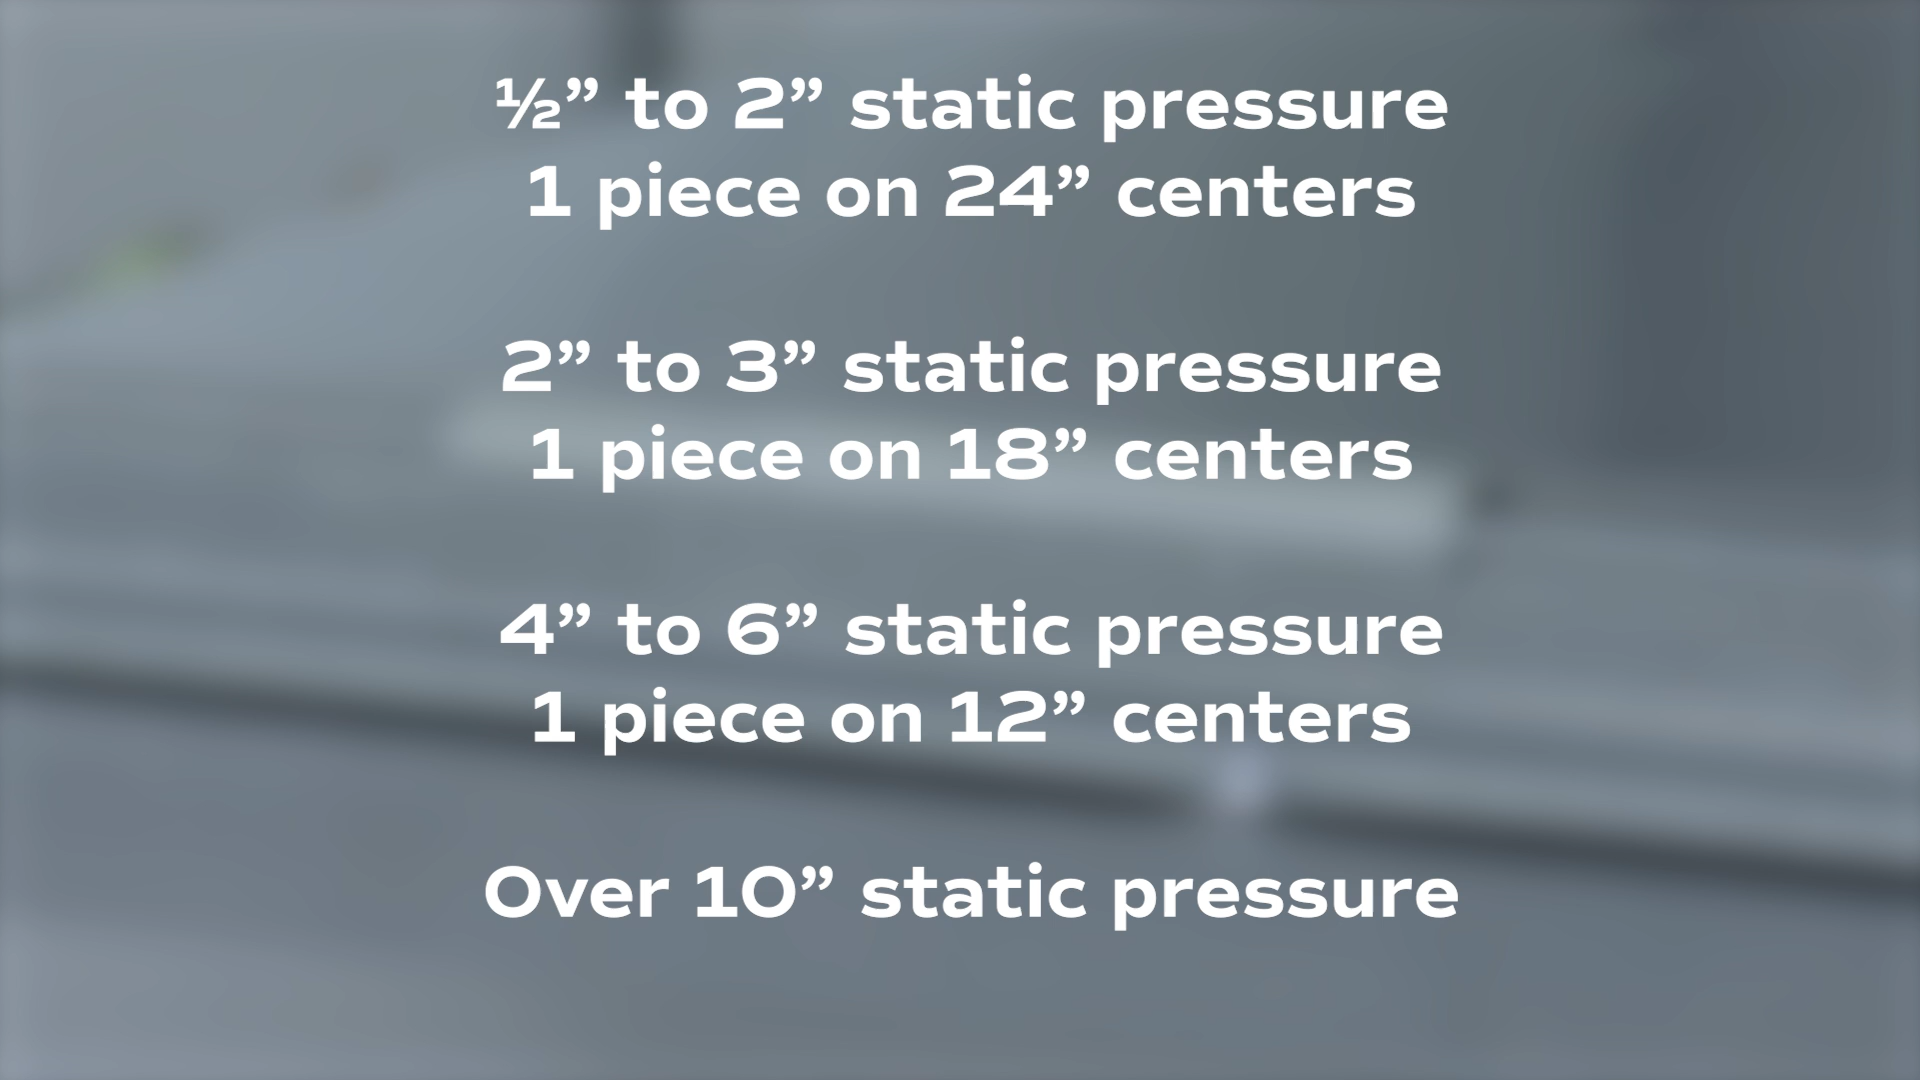 ½” to 2” static pressure
1 piece on 24” centers
2” to 3” static pressure
1 piece on 18” centers
4” to 6” static pressure
1 piece on 12” centers
Over 10” static pressure